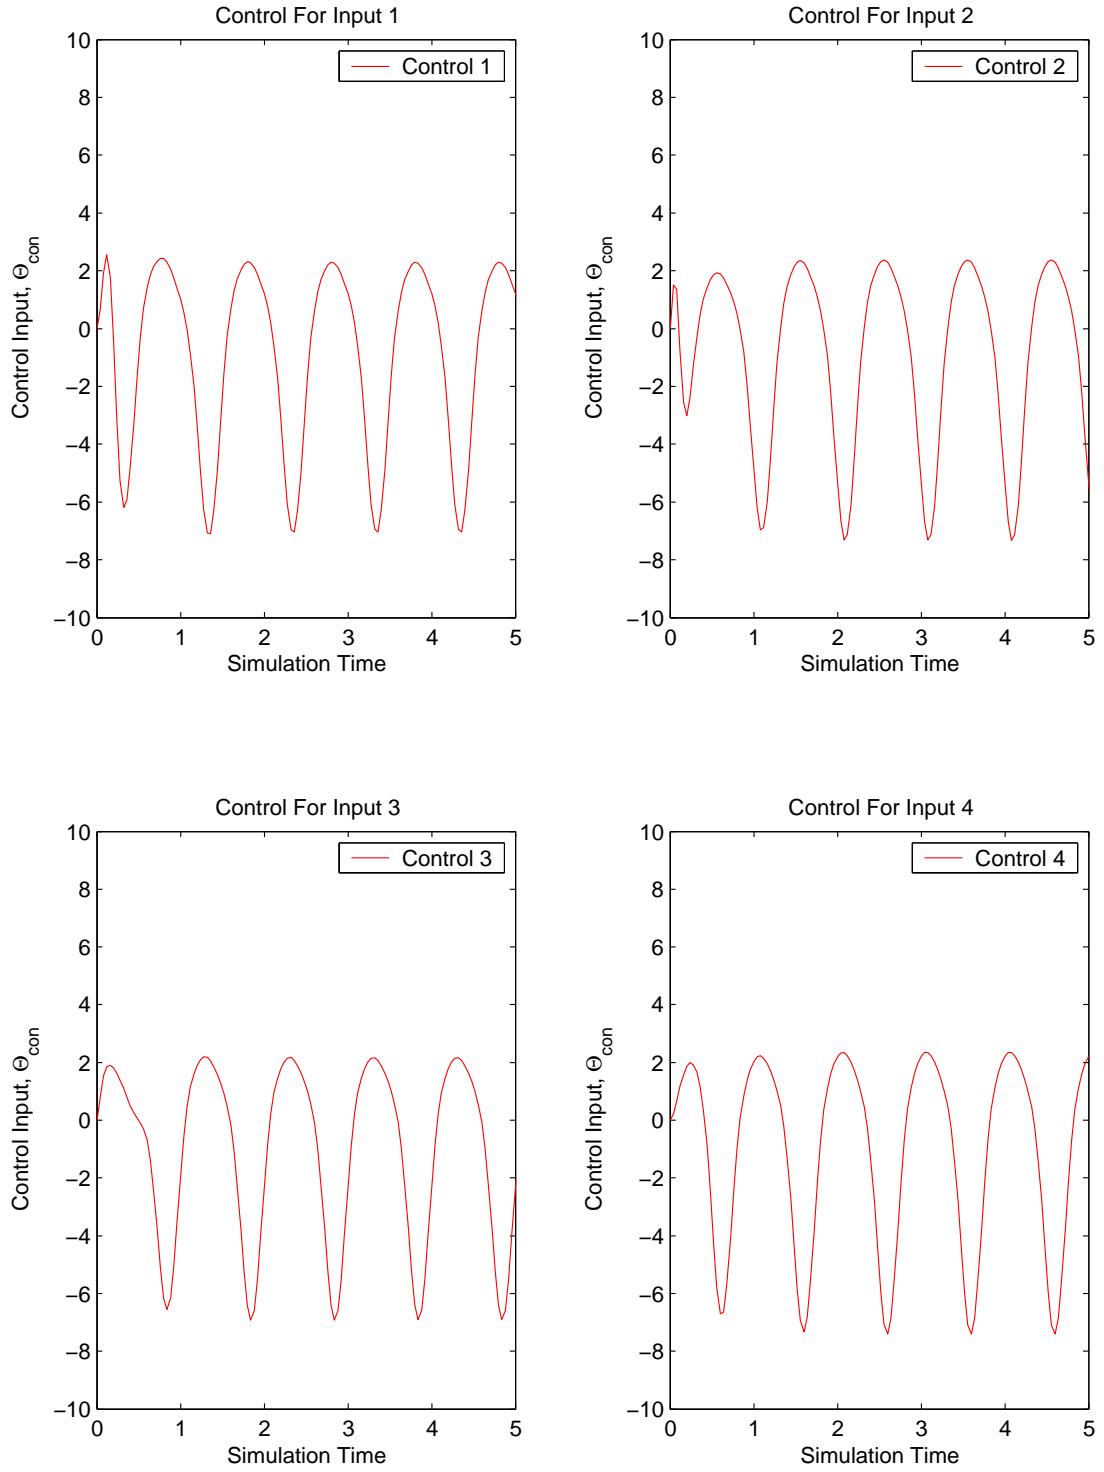 Control For Input 1
10
8
6
4
2
0
−2
−4
−6
−8
−10
Control Input, Θcon
Control 1
0 1 2 3 4 5
Simulation Time
Control For Input 2
10
8
6
4
2
0
−2
−4
−6
−8
−10
Control Input, Θcon
Control 2
0 1 2 3 4 5
Simulation Time
Control For Input 3
10
8
6
4
2
0
−2
−4
−6
−8
−10
Control Input, Θcon
Control 3
0 1 2 3 4 5
Simulation Time
Control For Input 4
10
8
6
4
2
0
−2
−4
−6
−8
−10
Control Input, Θcon
Control 4
0 1 2 3 4 5
Simulation Time